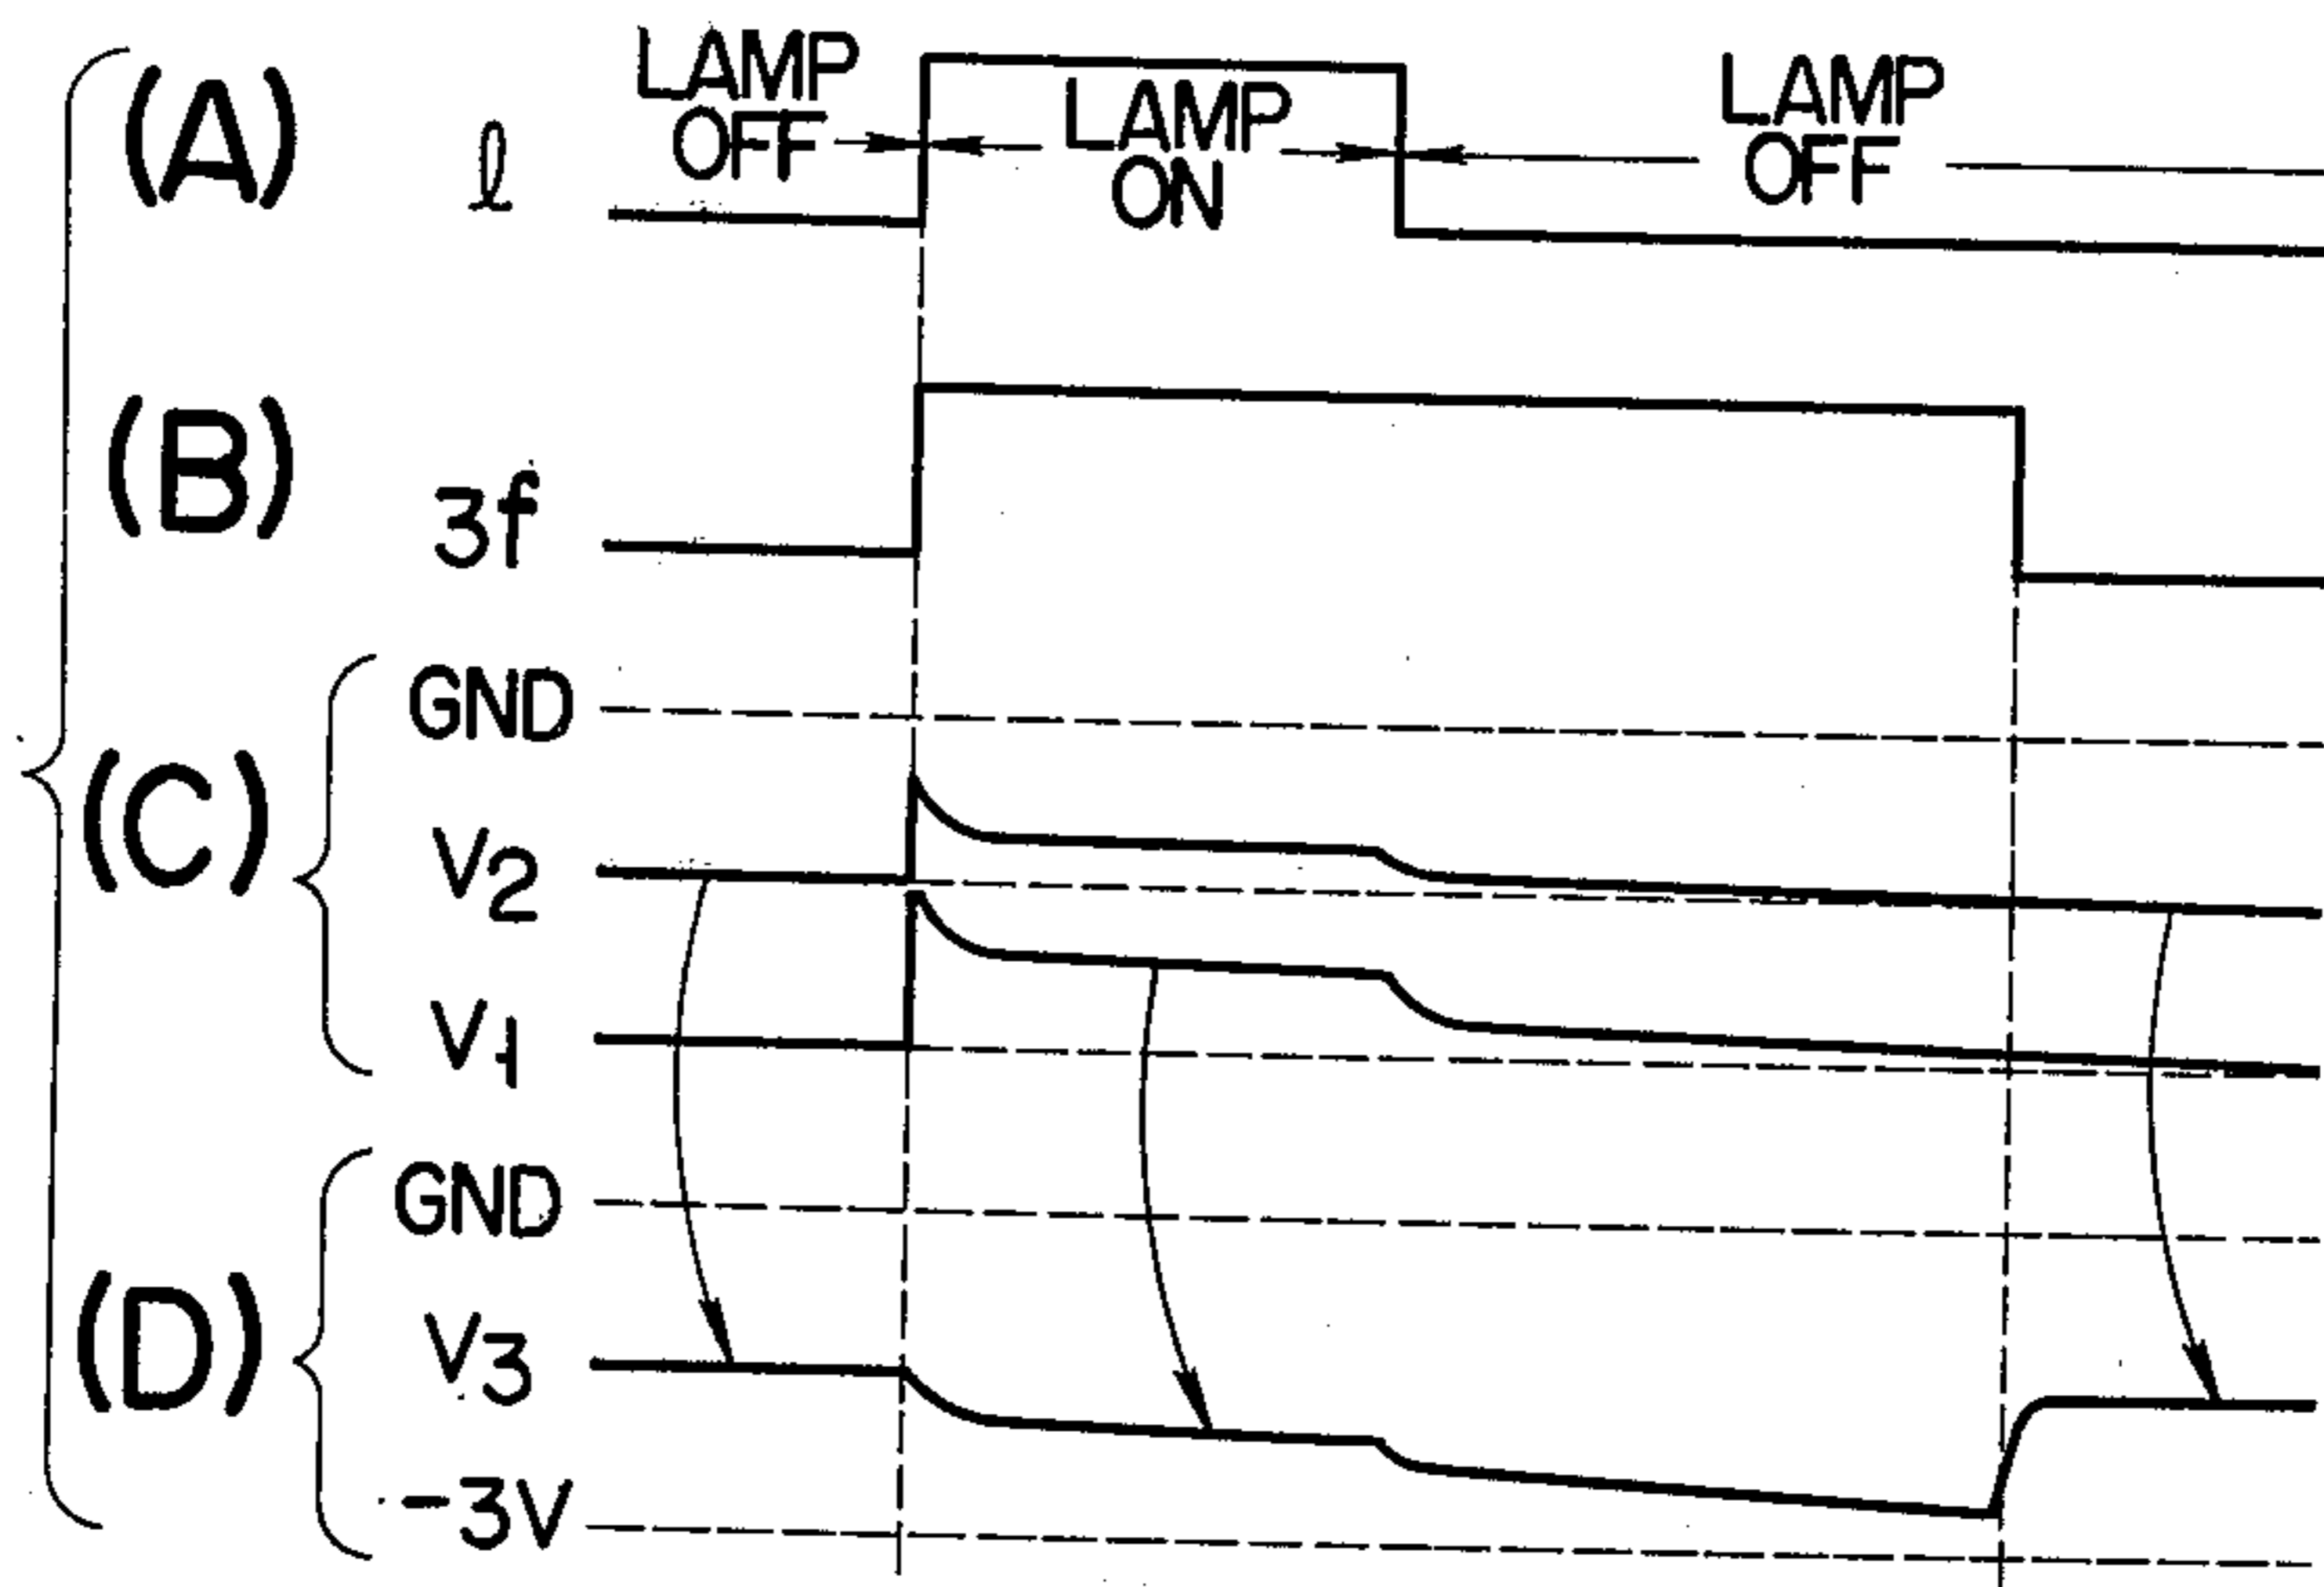 (A) ℓ
LAMP
OFF
LAMP
ON
LAMP
OFF
(B) 3f
(C)
GND
V2
V1
(D)
GND
V3
-3V